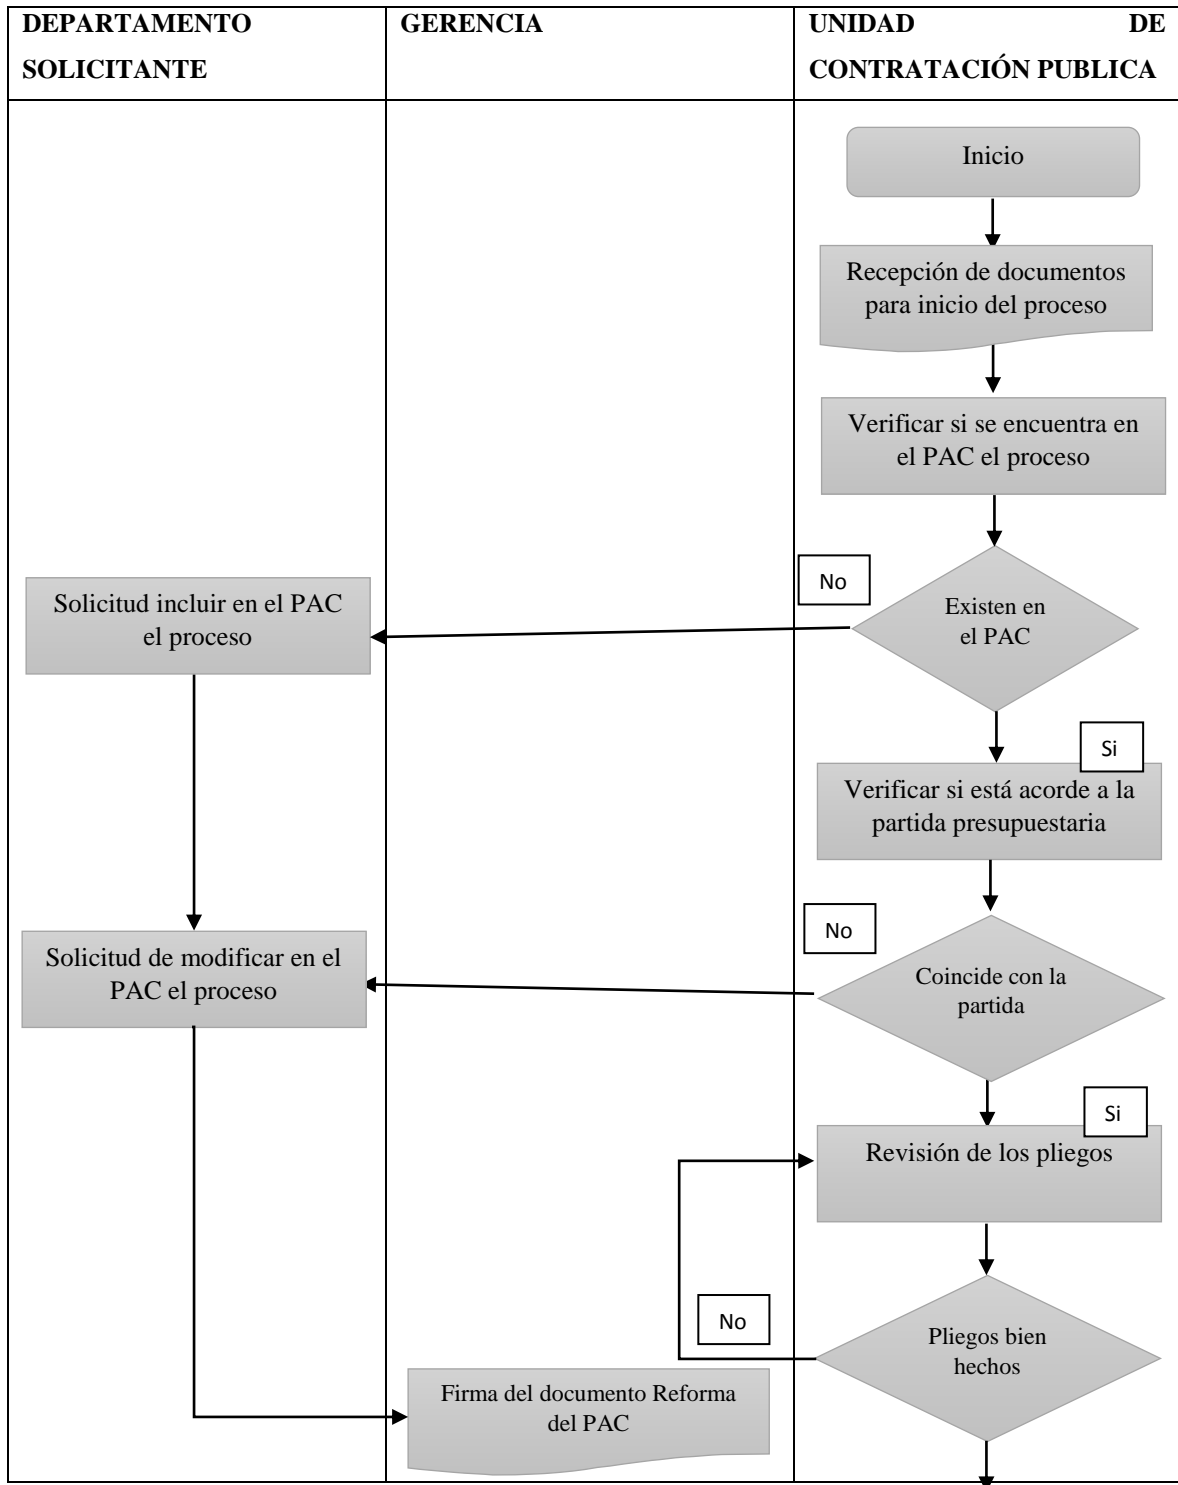 DEPARTAMENTO
SOLICITANTE
GERENCIA
UNIDAD DE
CONTRATACIÓN PUBLICA
Inicio
Recepción de documentos
para inicio del proceso
Verificar si se encuentra en
el PAC el proceso
No
Existen en
el PAC
Solicitud incluir en el PAC
el proceso
Si
Verificar si está acorde a la
partida presupuestaria
No
Coincide con la
partida
Solicitud de modificar en el
PAC el proceso
Si
Revisión de los pliegos
No
Pliegos bien
hechos
Firma del documento Reforma
del PAC